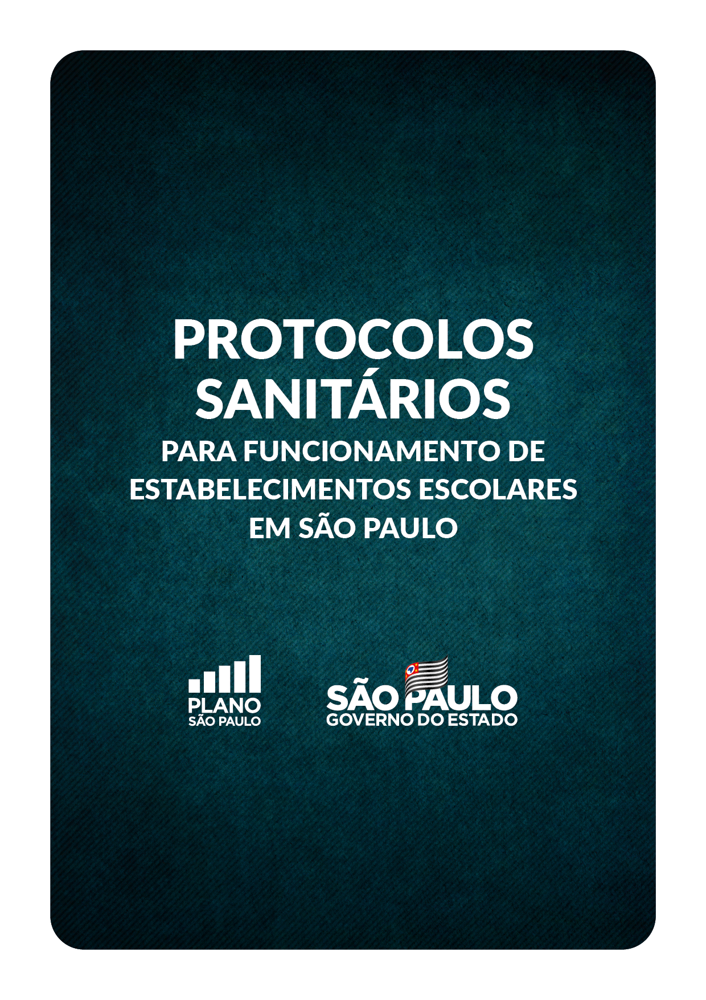 PROTOCOLOS
SANITÁRIOS
PARA FUNCIONAMENTO DE
ESTABELECIMENTOS ESCOLARES
EM SÃO PAULO
PLANO
SÃO PAULO
SÃO PAULO
GOVERNO DO ESTADO